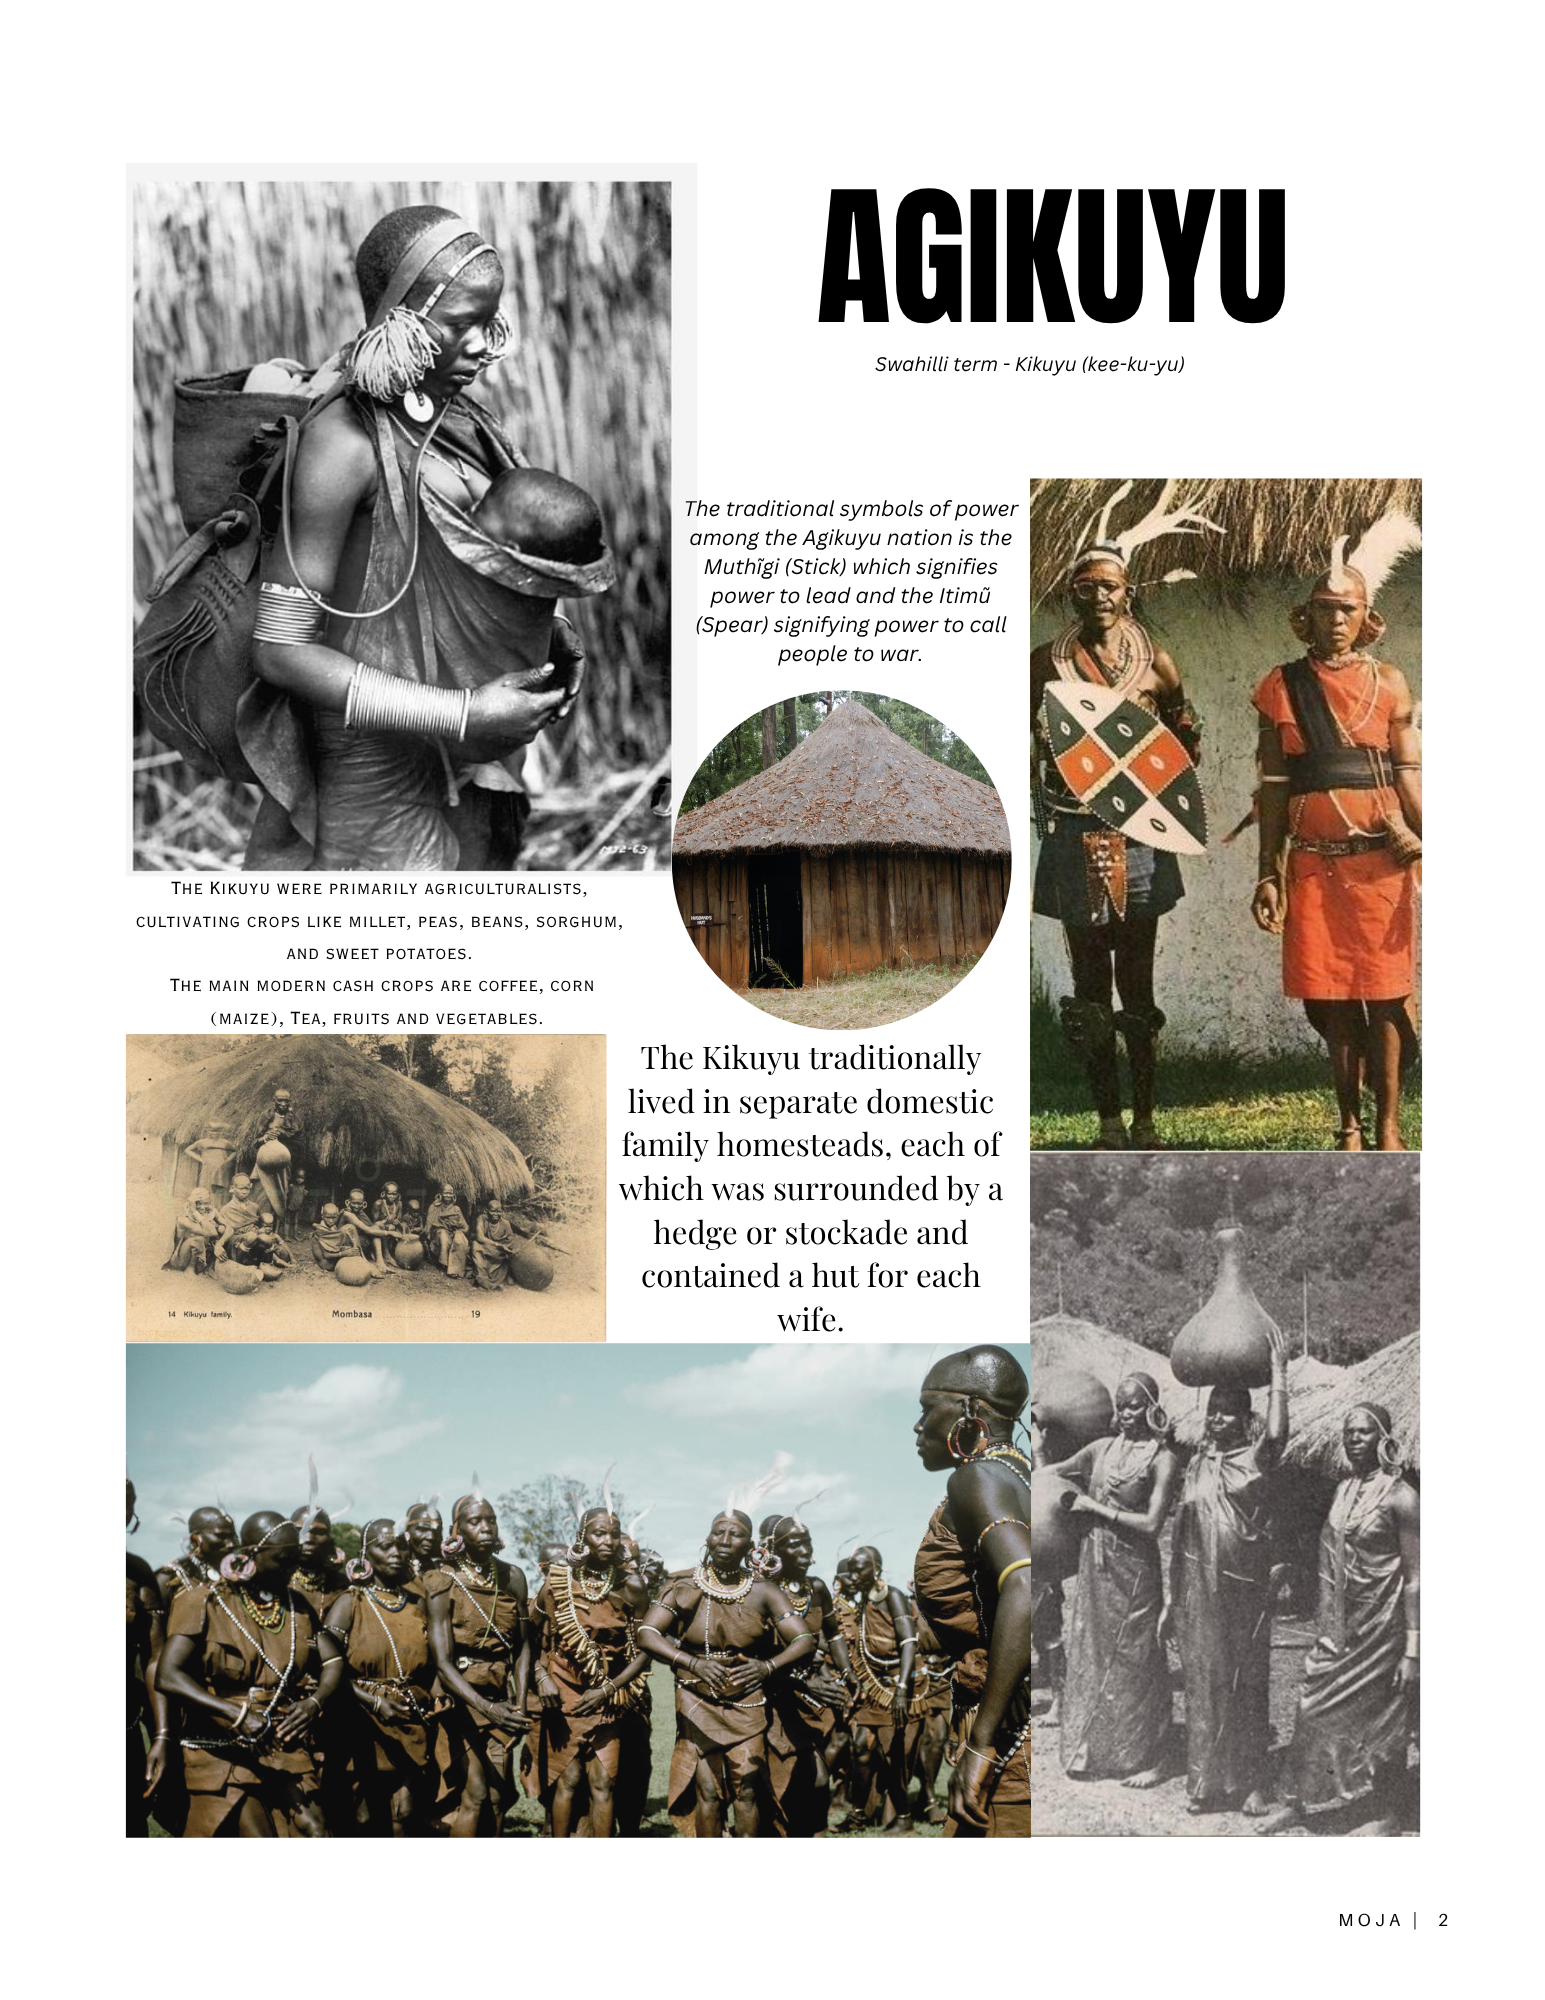 AGIKUYU
Swahilli term - Kikuyu (kee-ku-yu)
The traditional symbols of power
among the Agikuyu nation is the
Muthĩgi (Stick) which signifies
power to lead and the Itimũ
(Spear) signifying power to call
people to war.
M72-63
HUSBAND'S
HUT
The Kikuyu were primarily agriculturalists,
cultivating crops like millet, peas, beans, sorghum,
and sweet potatoes.
The main modern cash crops are coffee, corn
(maize), Tea, fruits and vegetables.
The Kikuyu traditionally
lived in separate domestic
family homesteads, each of
which was surrounded by a
hedge or stockade and
contained a hut for each
wife.
14 Kikuyu family. Mombasa 19
MOJA | 2